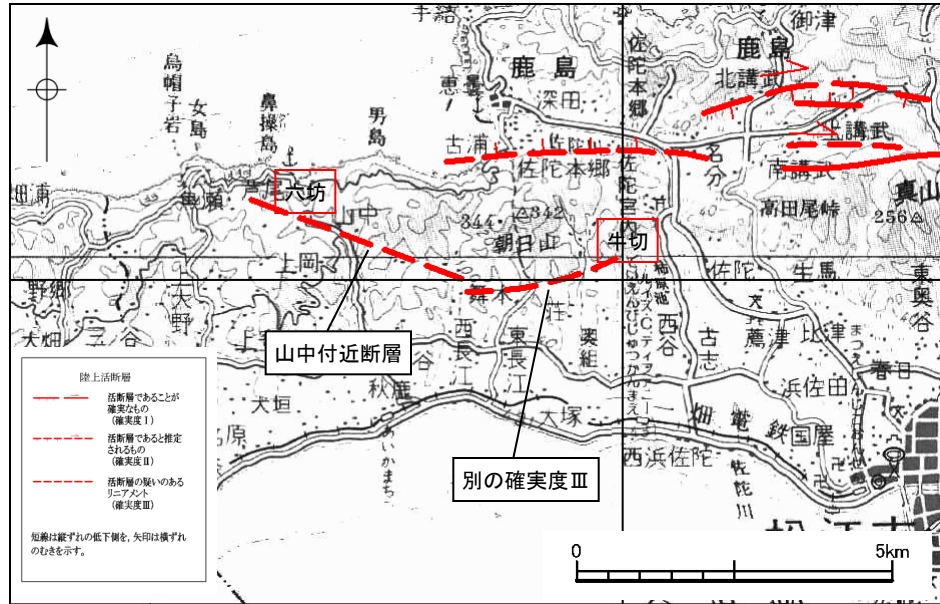 手結
御津
鹿島
鹿島
佐陀本郷
北講武
恵曇
深田
烏帽子岩
女島
鼻操島
男島
古浦
佐陀本郷
名分
南講武
六坊
山中
344
342
朝日山
佐陀宮内
牛切
高田尾峠
真山
256
上岡
佐陀
生馬
東奥谷
野郷
大野
大畑
西長江
東長江
荘
西谷
古志
薦津
比津
春日
山中付近断層
秋鹿
犬垣
大塚
浜佐田
国屋
西浜佐陀
佐陀川
あいかまち
別の確実度Ⅲ
陸上活断層
活断層であることが
確実なもの
(確実度Ⅰ)
活断層であると推定
されるもの
(確実度Ⅱ)
活断層の疑いのある
リニアメント
(確実度Ⅲ)
短線は縦ずれの低下側を, 矢印は横ずれ
のむきを示す。
0
5km